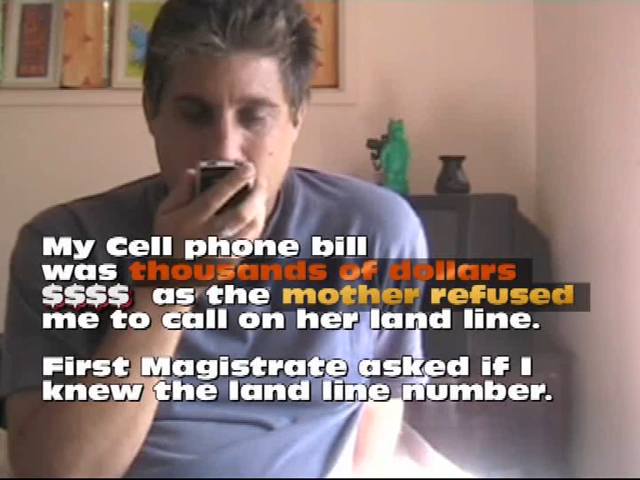 My Cell phone bill
was thousands of dollars
$$$$ as the mother refused
me to call on her land line.
First Magistrate asked if I
knew the land line number.